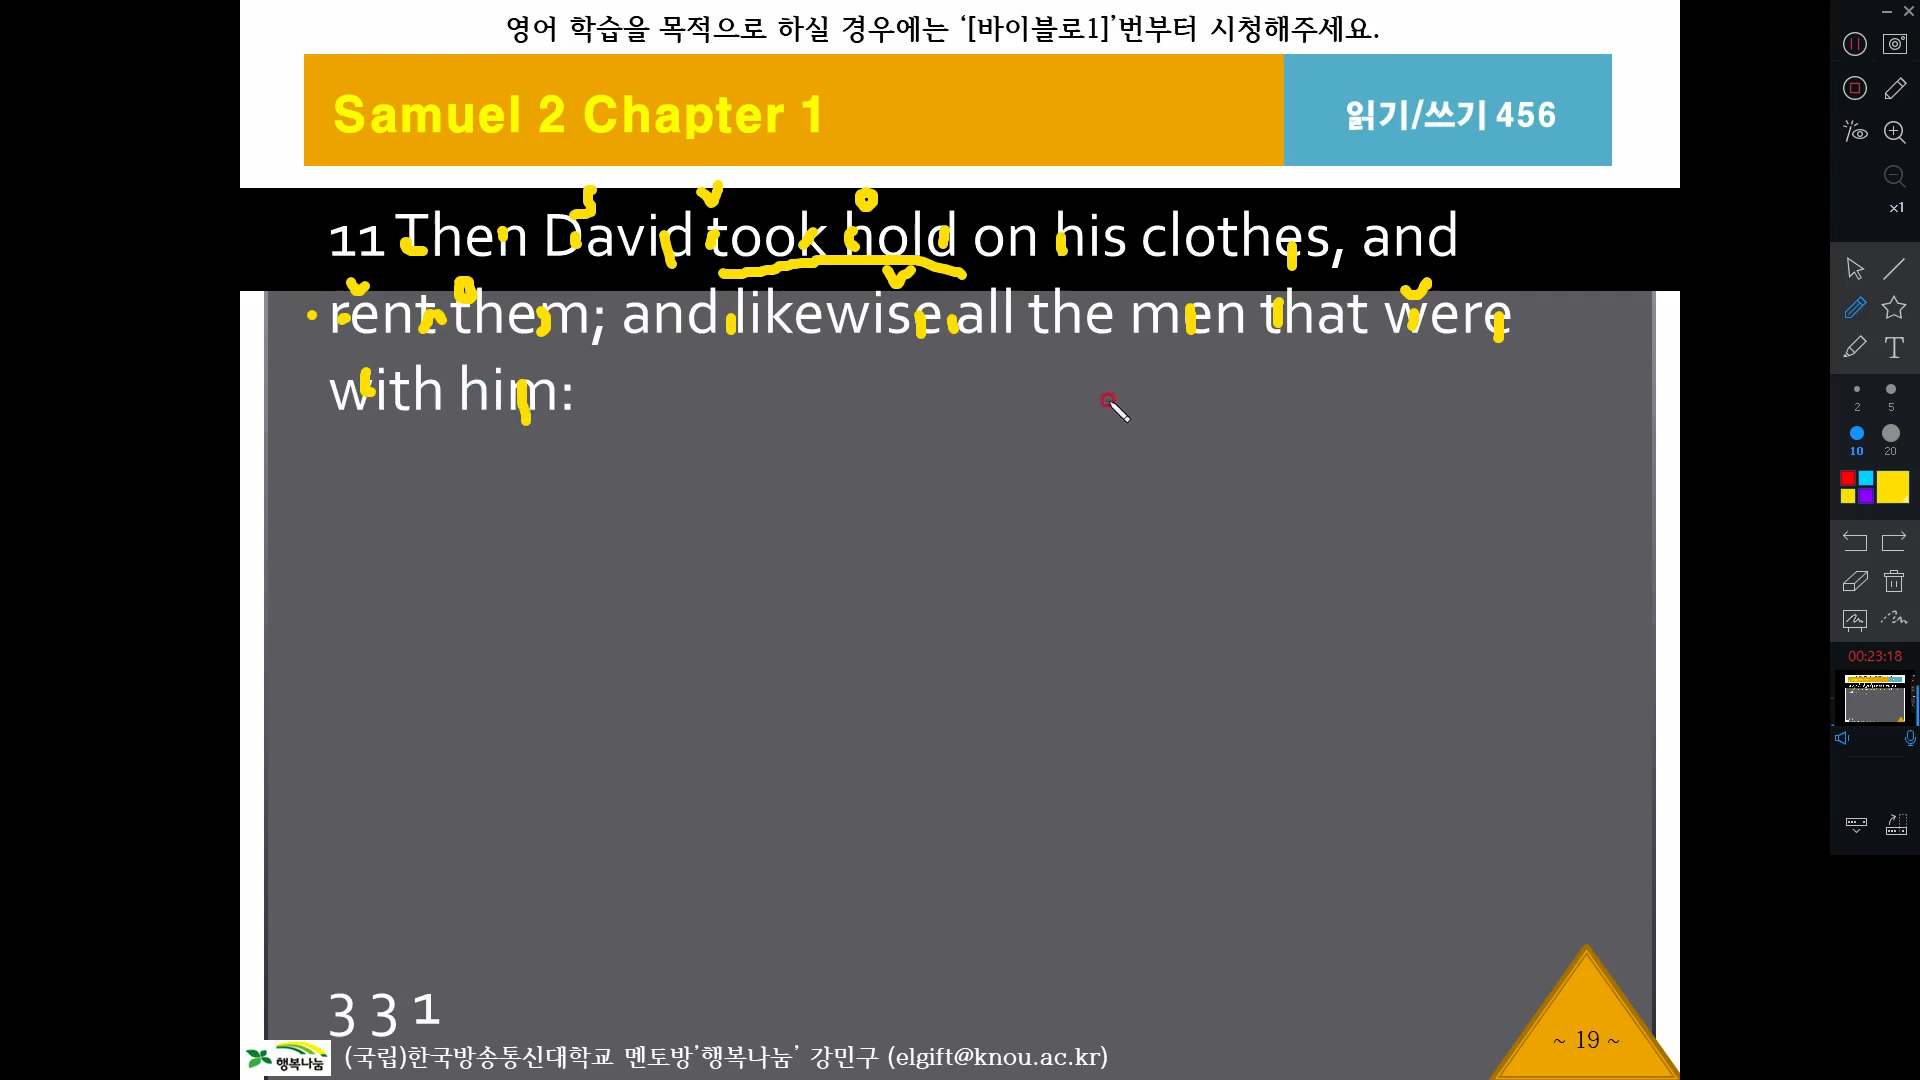 영어 학습을 목적으로 하실 경우에는 ‘[바이블로1]’번부터 시청해주세요.
Samuel 2 Chapter 1
읽기/쓰기 456
11 Then David took hold on his clothes, and
rent them; and likewise all the men that were
with him:
3 3 1
행복나눔
(국립)한국방송통신대학교 멘토방’행복나눔’ 강민구 (elgift@knou.ac.kr)
~ 19 ~
x1
T
2 5
10 20
00:23:18